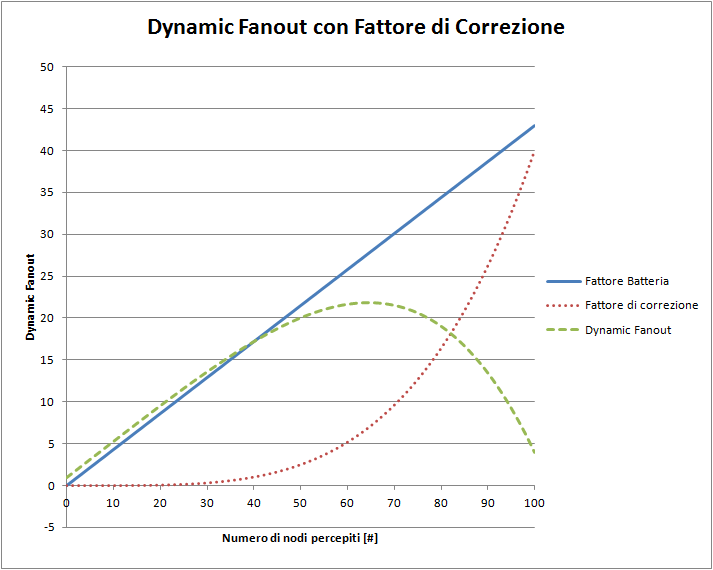 Dynamic Fanout con Fattore di Correzione
50
45
40
35
30
25
20
15
10
5
0
-5
Dynamic Fanout
0 10 20 30 40 50 60 70 80 90 100
Numero di nodi percepiti [#]
Fattore Batteria
Fattore di correzione
Dynamic Fanout